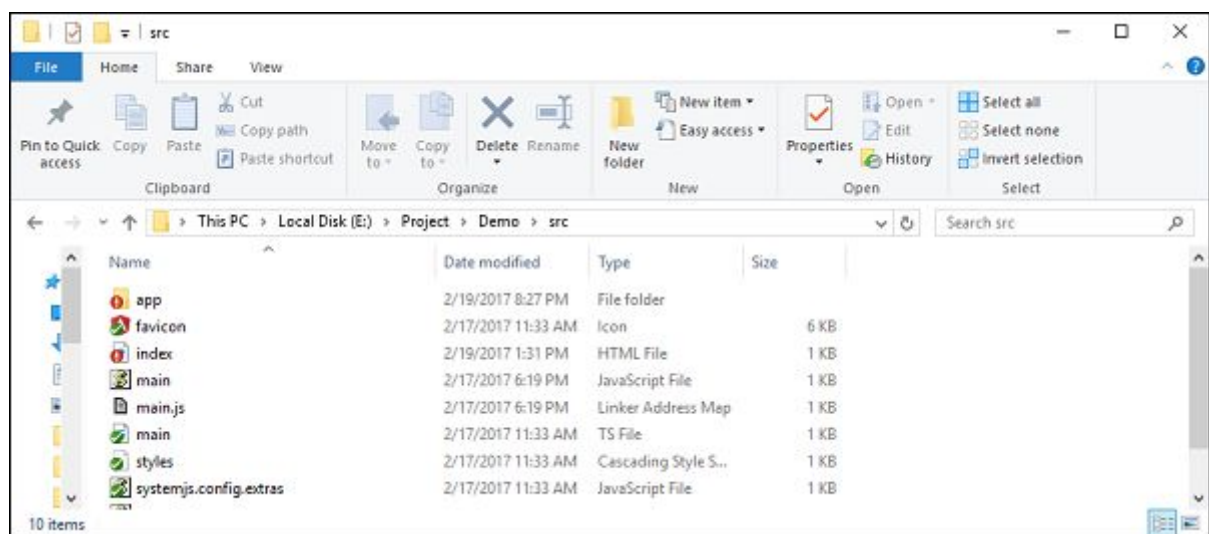 src
File Home Share View
Pin to Quick access Copy Paste Cut Copy path Paste shortcut Move to Copy to Delete Rename New folder New item Easy access Properties Open Edit History Select all Select none Invert selection
Clipboard Organize New Open Select
This PC > Local Disk (E:) > Project > Demo > src Search src
Name Date modified Type Size
app 2/19/2017 8:27 PM File folder
favicon 2/17/2017 11:33 AM Icon 6 KB
index 2/19/2017 1:31 PM HTML File 1 KB
main 2/17/2017 6:19 PM JavaScript File 1 KB
main.js 2/17/2017 6:19 PM Linker Address Map 1 KB
main 2/17/2017 11:33 AM TS File 1 KB
styles 2/17/2017 11:33 AM Cascading Style S... 1 KB
systemjs.config.extras 2/17/2017 11:33 AM JavaScript File 1 KB
10 items